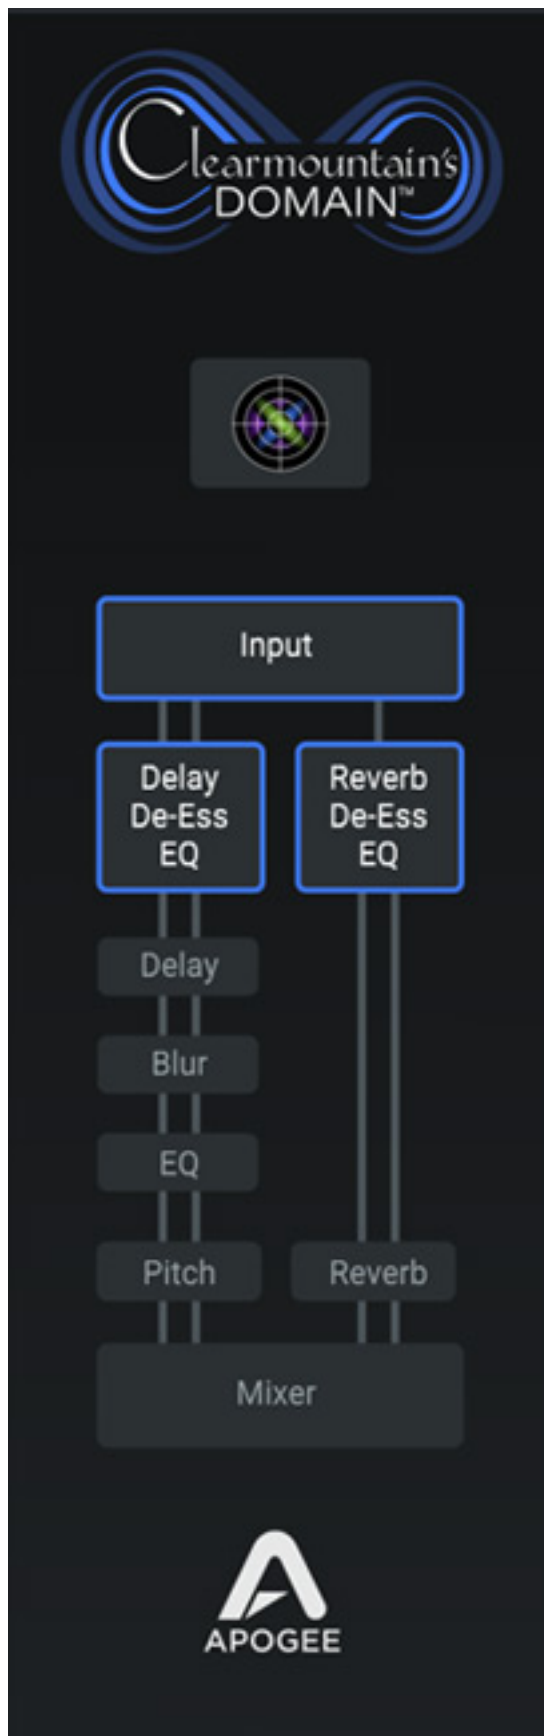 Clearmountain's
DOMAIN™
Input
Delay
De-Ess
EQ
Reverb
De-Ess
EQ
Delay
Blur
EQ
Pitch
Reverb
Mixer
APOGEE